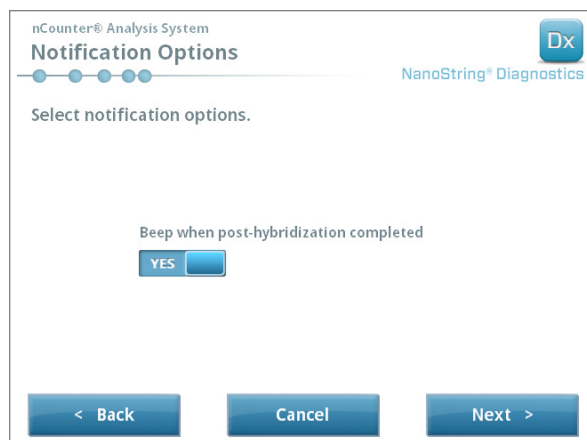 nCounter® Analysis System
Notification Options
Dx
NanoString® Diagnostics
Select notification options.
Beep when post-hybridization completed
YES
< Back
Cancel
Next >